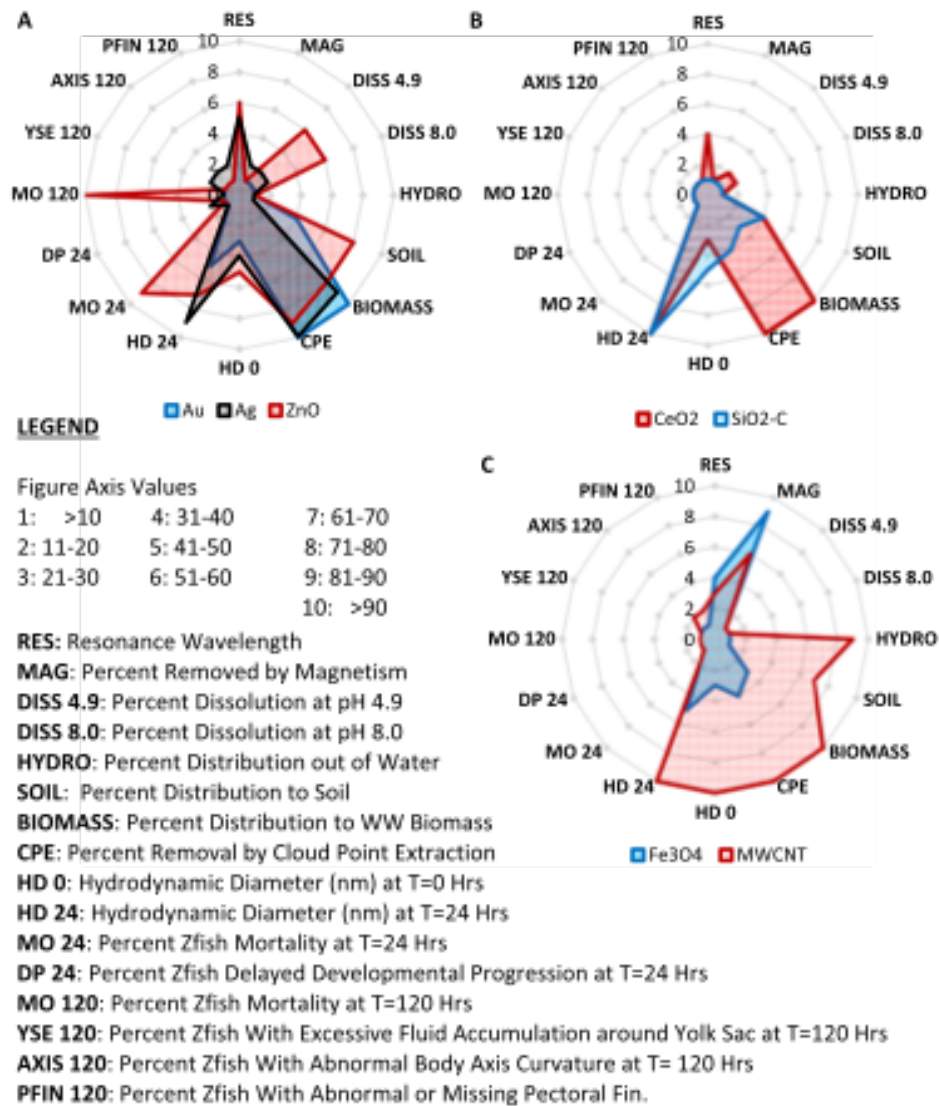 A
RES
MAG
DISS 4.9
DISS 8.0
HYDRO
SOIL
BIOMASS
CPE
HD 0
HD 24
MO 24
DP 24
MO 120
YSE 120
AXIS 120
PFIN 120
10
8
6
4
2
0
Au Ag ZnO
B
RES
MAG
DISS 4.9
DISS 8.0
HYDRO
SOIL
BIOMASS
CPE
HD 0
HD 24
MO 24
DP 24
MO 120
YSE 120
AXIS 120
PFIN 120
10
8
6
4
2
0
CeO2 SiO2-C
C
RES
MAG
DISS 4.9
DISS 8.0
HYDRO
SOIL
BIOMASS
CPE
HD 0
HD 24
MO 24
DP 24
MO 120
YSE 120
AXIS 120
PFIN 120
10
8
6
4
2
0
Fe3O4 MWCNT
LEGEND
Figure Axis Values
1: >10 4: 31-40 7: 61-70
2: 11-20 5: 41-50 8: 71-80
3: 21-30 6: 51-60 9: 81-90
10: >90
RES: Resonance Wavelength
MAG: Percent Removed by Magnetism
DISS 4.9: Percent Dissolution at pH 4.9
DISS 8.0: Percent Dissolution at pH 8.0
HYDRO: Percent Distribution out of Water
SOIL: Percent Distribution to Soil
BIOMASS: Percent Distribution to WW Biomass
CPE: Percent Removal by Cloud Point Extraction
HD 0: Hydrodynamic Diameter (nm) at T=0 Hrs
HD 24: Hydrodynamic Diameter (nm) at T=24 Hrs
MO 24: Percent Zfish Mortality at T=24 Hrs
DP 24: Percent Zfish Delayed Developmental Progression at T=24 Hrs
MO 120: Percent Zfish Mortality at T=120 Hrs
YSE 120: Percent Zfish With Excessive Fluid Accumulation around Yolk Sac at T=120 Hrs
AXIS 120: Percent Zfish With Abnormal Body Axis Curvature at T= 120 Hrs
PFIN 120: Percent Zfish With Abnormal or Missing Pectoral Fin.